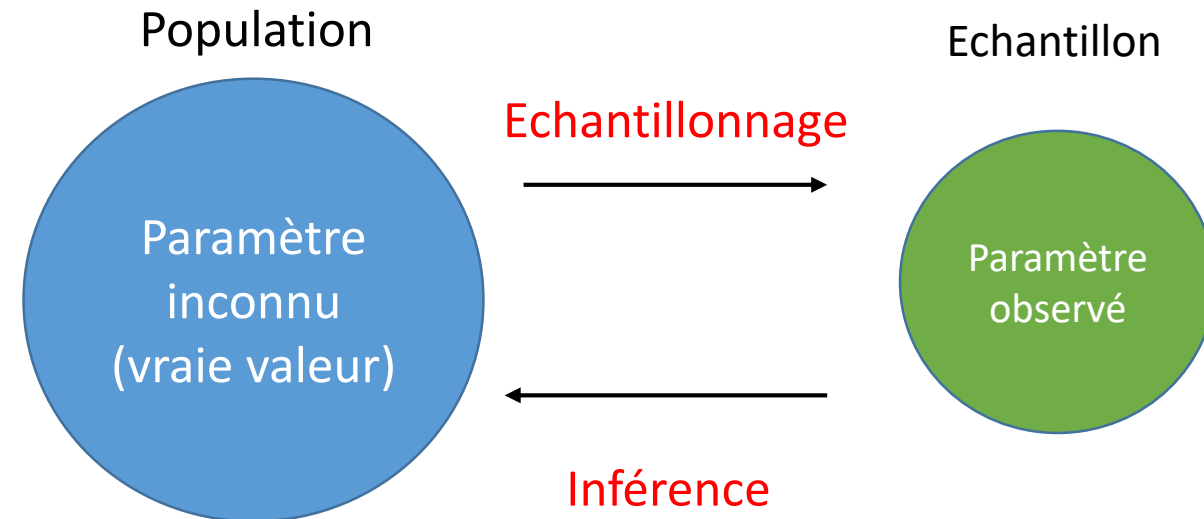 Population
Echantillon
Echantillonnage
Paramètre
inconnu
(vraie valeur)
Paramètre
observé
Inférence